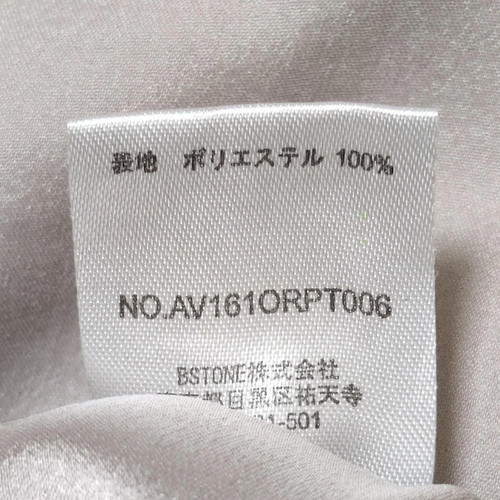 表地 ポリエステル 100%
NO.AV161ORPT006
BSTONE株式会社
都目黒区祐天寺
1-501